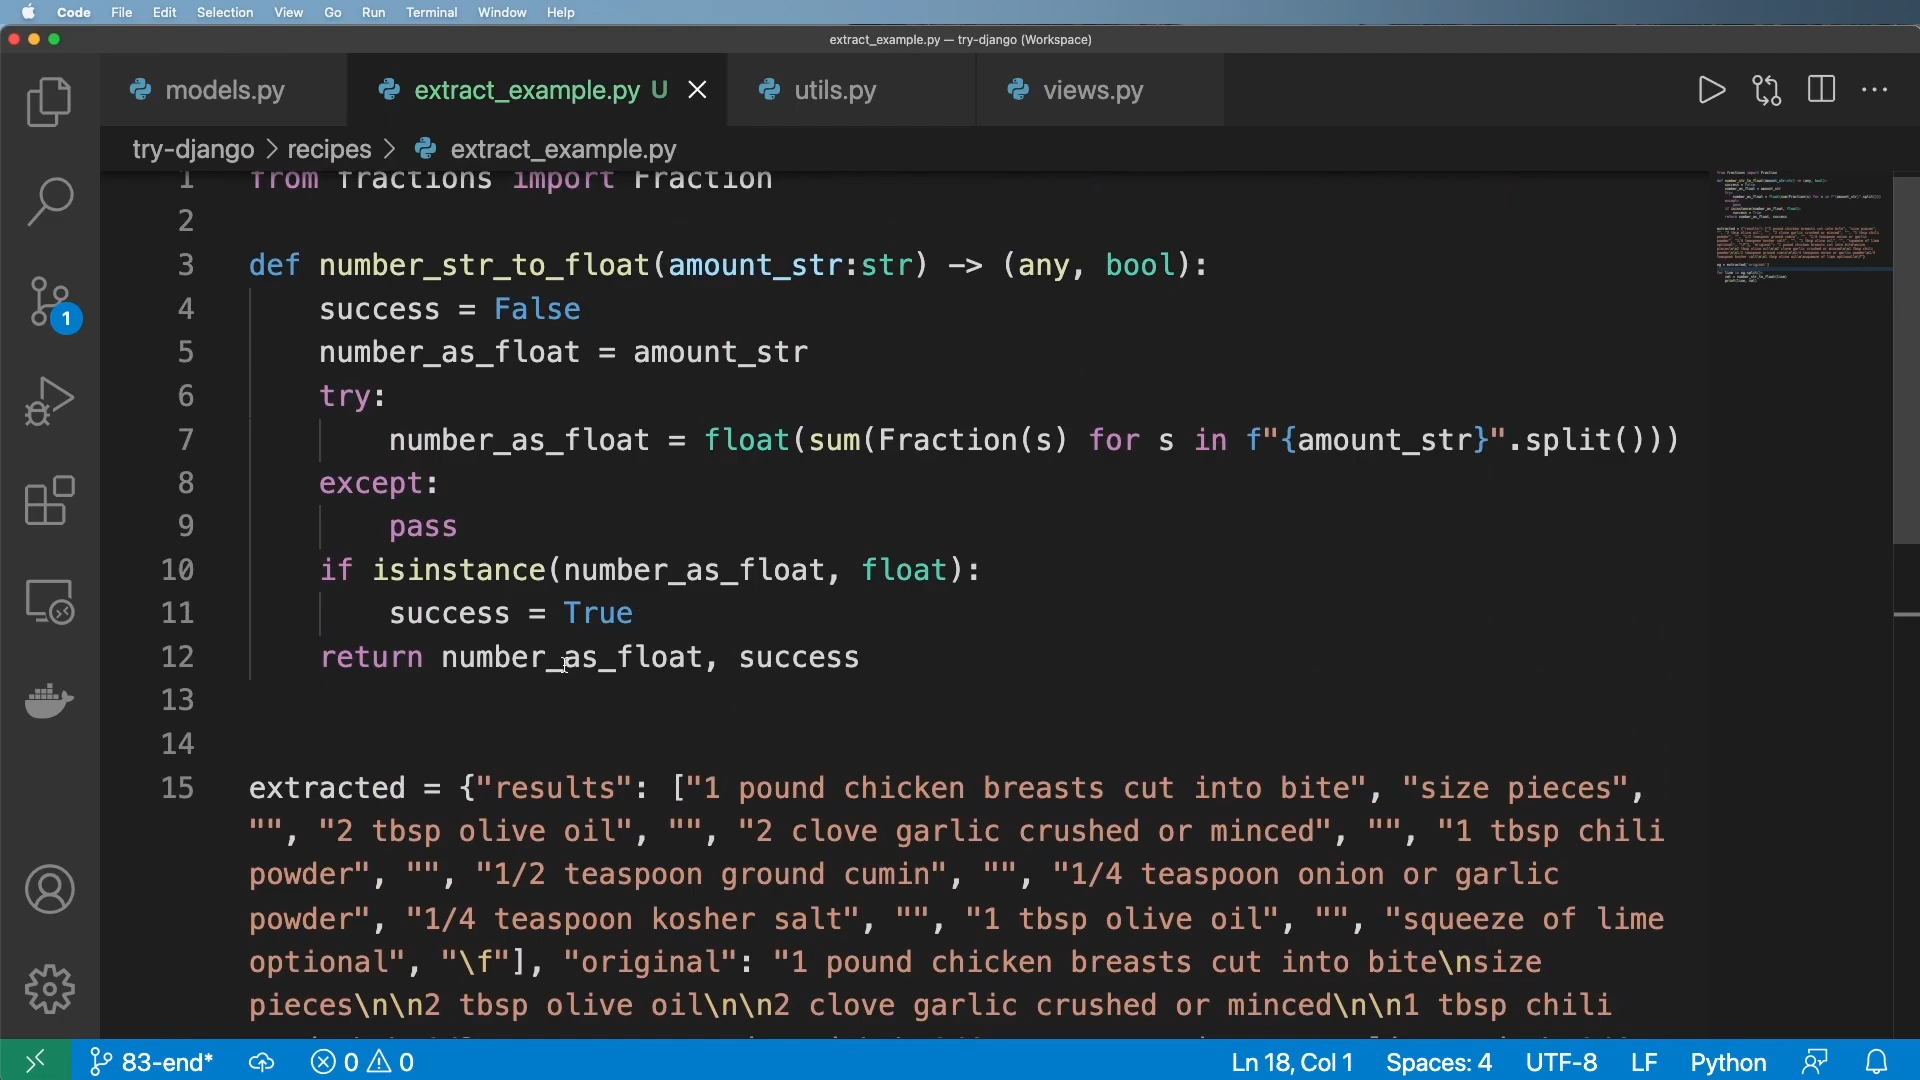 Code File Edit Selection View Go Run Terminal Window Help
extract_example.py — try-django (Workspace)
models.py extract_example.py U utils.py views.py
try-django > recipes > extract_example.py
1 from fractions import Fraction
2
3 def number_str_to_float(amount_str:str) -> (any, bool):
4 success = False
5 number_as_float = amount_str
6 try:
7 number_as_float = float(sum(Fraction(s) for s in f"{amount_str}".split()))
8 except:
9 pass
10 if isinstance(number_as_float, float):
11 success = True
12 return number_as_float, success
13
14
15 extracted = {"results": ["1 pound chicken breasts cut into bite", "size pieces",
"", "2 tbsp olive oil", "", "2 clove garlic crushed or minced", "", "1 tbsp chili
powder", "", "1/2 teaspoon ground cumin", "", "1/4 teaspoon onion or garlic
powder", "1/4 teaspoon kosher salt", "", "1 tbsp olive oil", "", "squeeze of lime
optional", "\f"], "original": "1 pound chicken breasts cut into bite\nsize
pieces\n\n2 tbsp olive oil\n\n2 clove garlic crushed or minced\n\n1 tbsp chili
1
83-end* 0 0 Ln 18, Col 1 Spaces: 4 UTF-8 LF Python